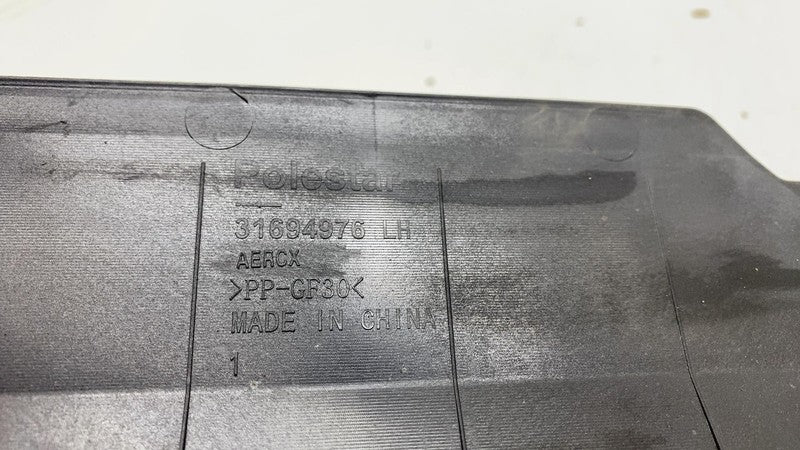 Polestar
31694976 LH
AERCX
>PP-GF30<
MADE IN CHINA
1